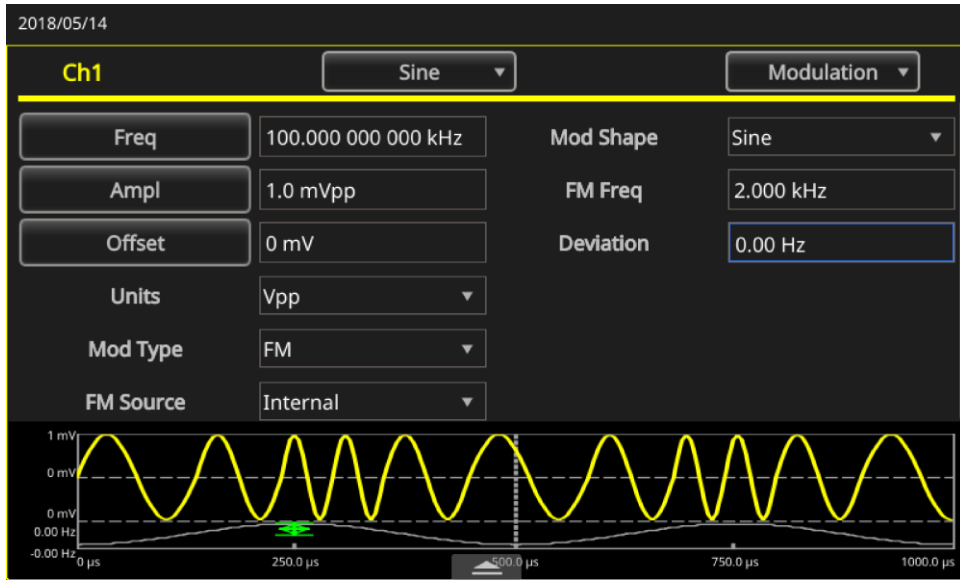 2018/05/14
Ch1 Sine Modulation
Freq 100.000 000 000 kHz Mod Shape Sine
Ampl 1.0 mVpp FM Freq 2.000 kHz
Offset 0 mV Deviation 0.00 Hz
Units Vpp
Mod Type FM
FM Source Internal
1 mV
0 mV
0 mV
0.00 Hz
-0.00 Hz
0 µs 250.0 µs 500.0 µs 750.0 µs 1000.0 µs